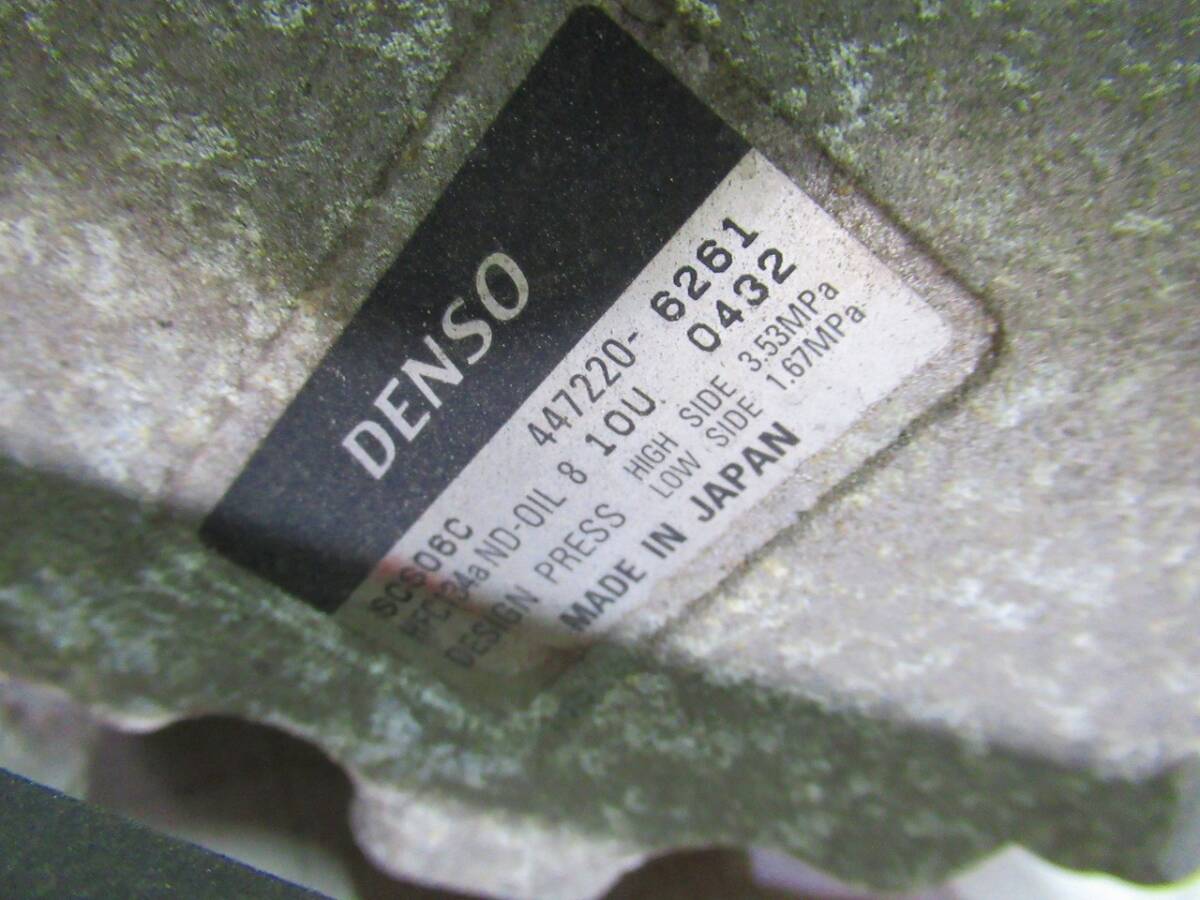 DENSO
SCS06C 447220-6261
HFC134a ND-OIL 8 10U. 0432
DESIGN PRESS HIGH SIDE 3.53MPa
LOW SIDE 1.67MPa
MADE IN JAPAN